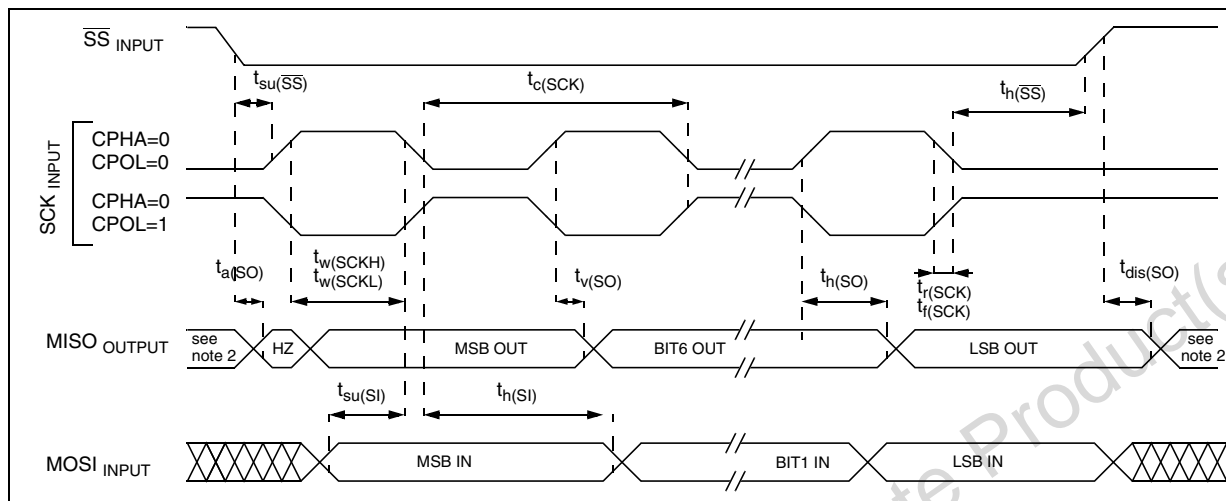 SS INPUT
tsu(SS)
tc(SCK)
th(SS)
SCK INPUT
CPHA=0
CPOL=0
CPHA=0
CPOL=1
ta(SO)
tw(SCKH)
tw(SCKL)
tv(SO)
th(SO)
tr(SCK)
tf(SCK)
tdis(SO)
MISO OUTPUT
see
note 2
HZ
MSB OUT
BIT6 OUT
LSB OUT
see
note 2
tsu(SI)
th(SI)
MOSI INPUT
MSB IN
BIT1 IN
LSB IN
Product(s